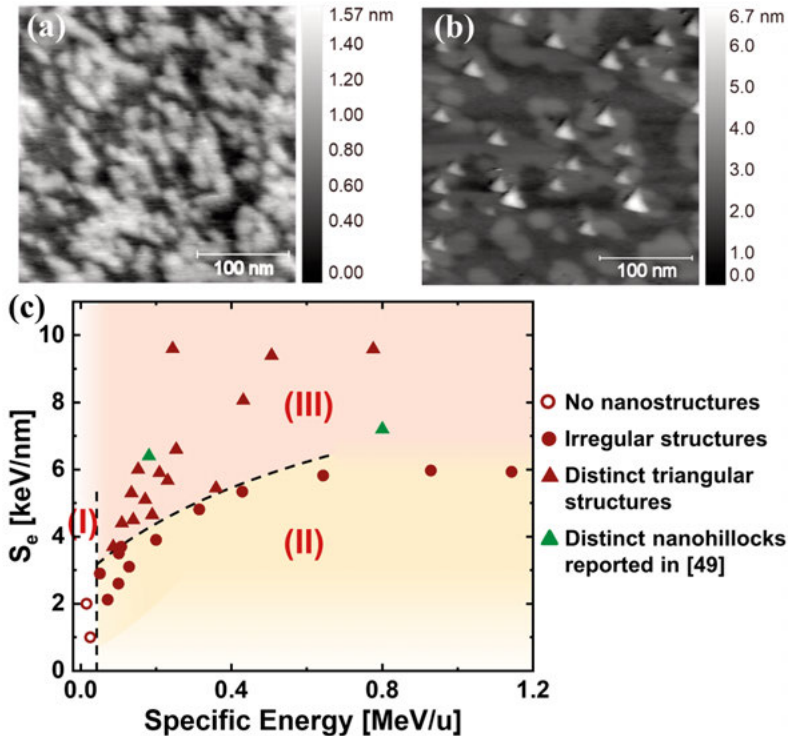 (a)
1.57 nm
1.40
1.20
1.00
0.80
0.60
0.40
0.00
100 nm
(b)
6.7 nm
6.0
5.0
4.0
3.0
2.0
1.0
0.0
100 nm
(c)
10
8
6
4
2
0
Se [keV/nm]
(I)
(II)
(III)
0.0
0.4
0.8
1.2
Specific Energy [MeV/u]
No nanostructures
Irregular structures
Distinct triangular
structures
Distinct nanohillocks
reported in [49]